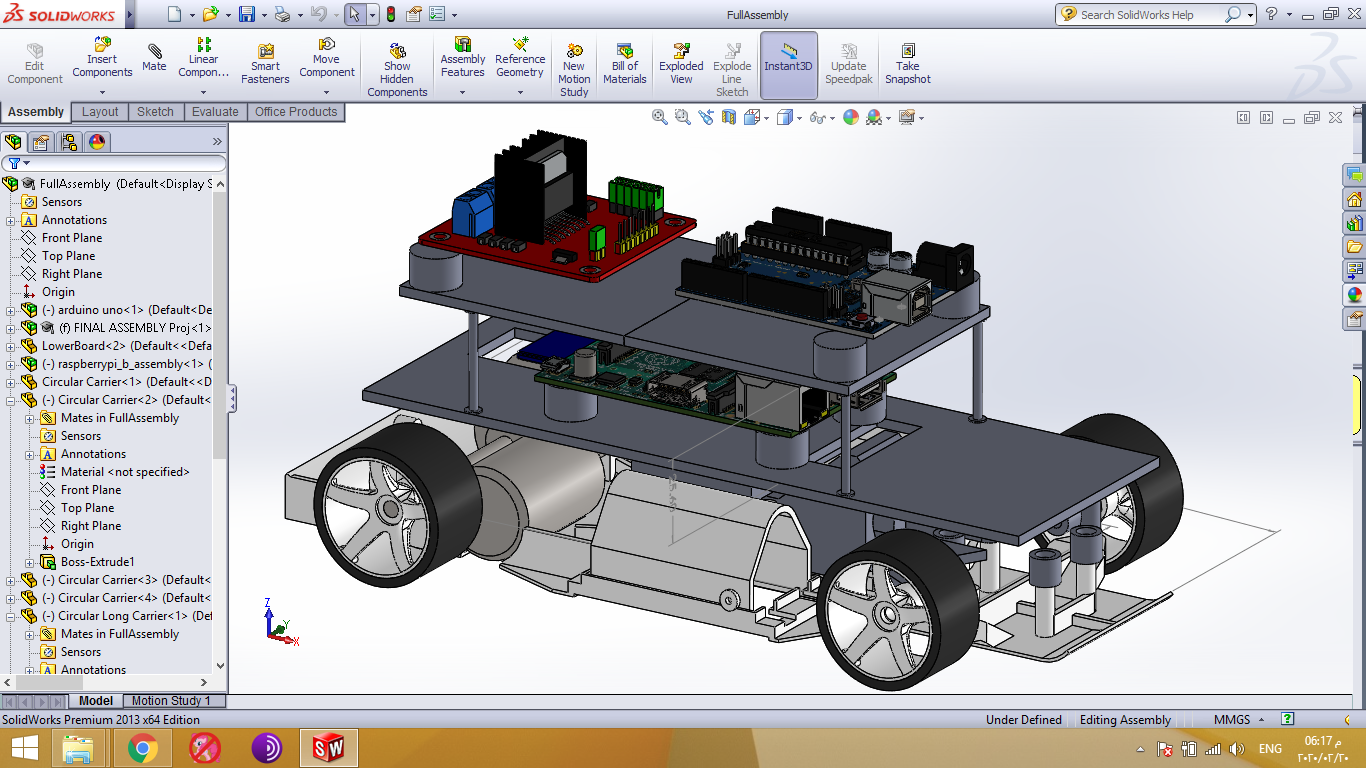 SOLIDWORKS
FullAssembly
Search SolidWorks Help
Edit Component
Insert Components
Mate
Linear Compon...
Smart Fasteners
Move Component
Show Hidden Components
Assembly Features
Reference Geometry
New Motion Study
Bill of Materials
Exploded View
Explode Line Sketch
Instant3D
Update Speedpak
Take Snapshot
Assembly
Layout
Sketch
Evaluate
Office Products
FullAssembly (Default<Display S
Sensors
Annotations
Front Plane
Top Plane
Right Plane
Origin
(-) arduino uno<1> (Default<De
(f) FINAL ASSEMBLY Proj<1>
LowerBoard<2> (Default<<Defa
(-) raspberrypi_b_assembly<1> (
Circular Carrier<1> (Default<<D
(-) Circular Carrier<2> (Default<
Mates in FullAssembly
Sensors
Annotations
Material <not specified>
Front Plane
Top Plane
Right Plane
Origin
Boss-Extrude1
(-) Circular Carrier<3> (Default<
(-) Circular Carrier<4> (Default<
(-) Circular Long Carrier<1> (Def
Mates in FullAssembly
Sensors
Annotations
Z
Y
X
Model
Motion Study 1
SolidWorks Premium 2013 x64 Edition
Under Defined
Editing Assembly
MMGS
SW
ENG
06:17 م
٢٠٢٠/٠٢/٢٠